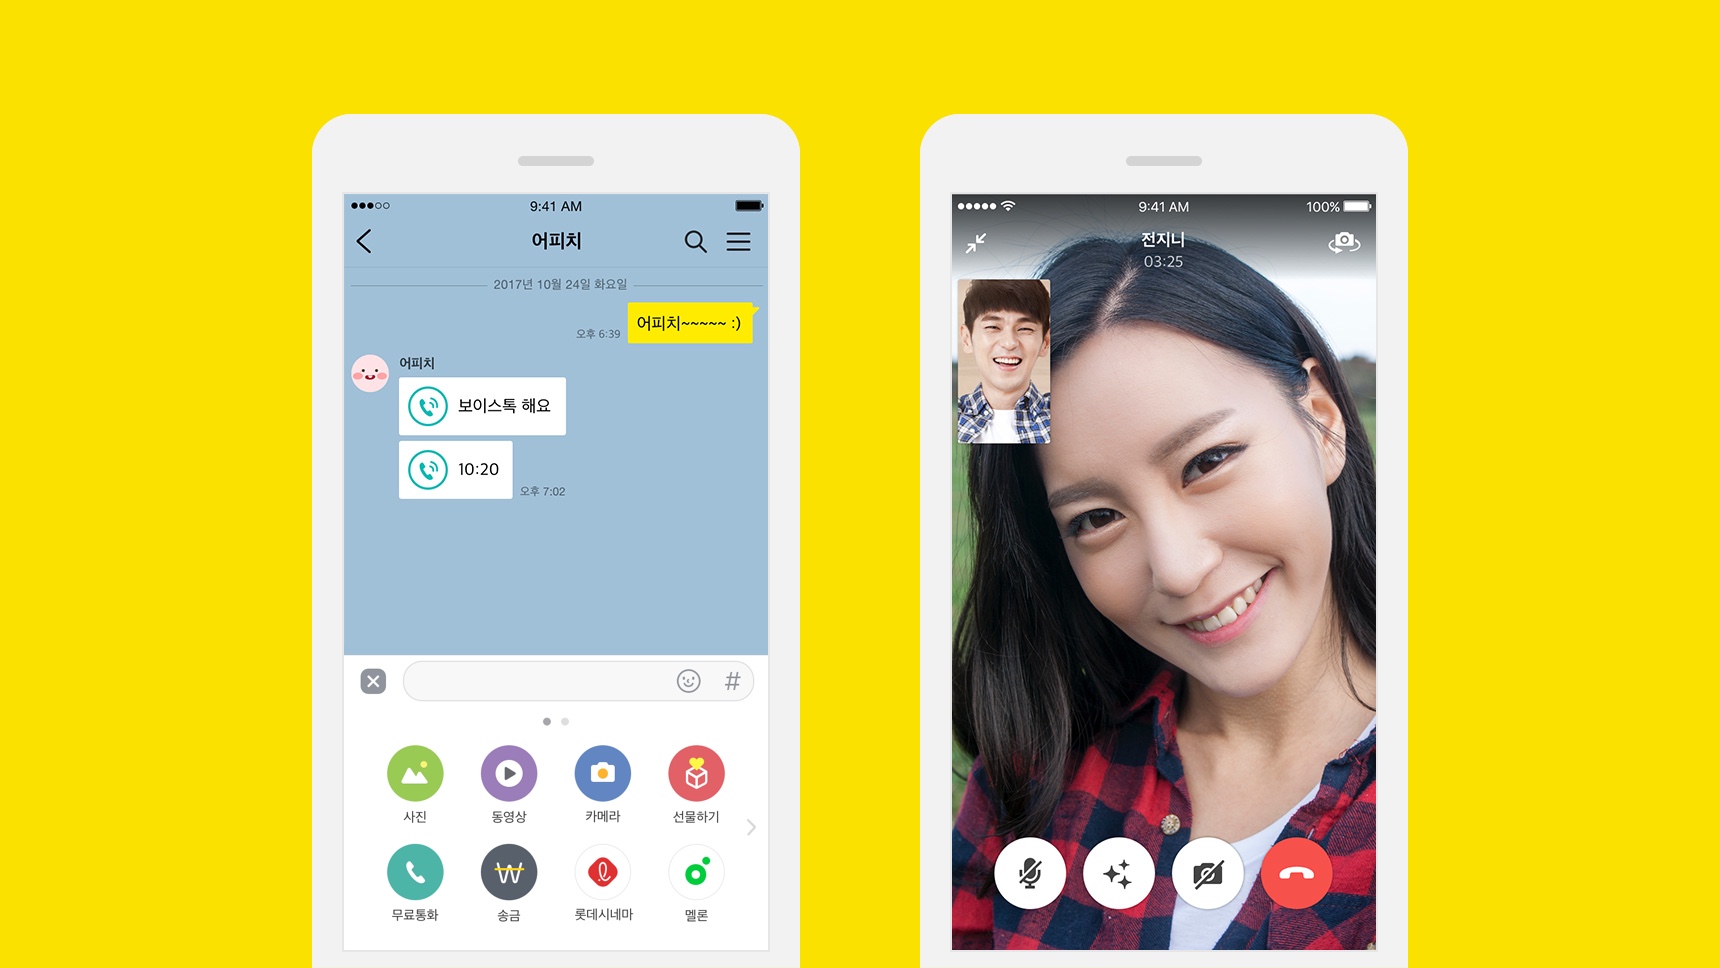 9:41 AM
어피치
2017년 10월 24일 화요일
오후 6:39
어피치~~~~~ :)
어피치
보이스톡 해요
10:20
오후 7:02
#
사진
동영상
카메라
선물하기
무료통화
송금
롯데시네마
멜론
9:41 AM
100%
전지니
03:25